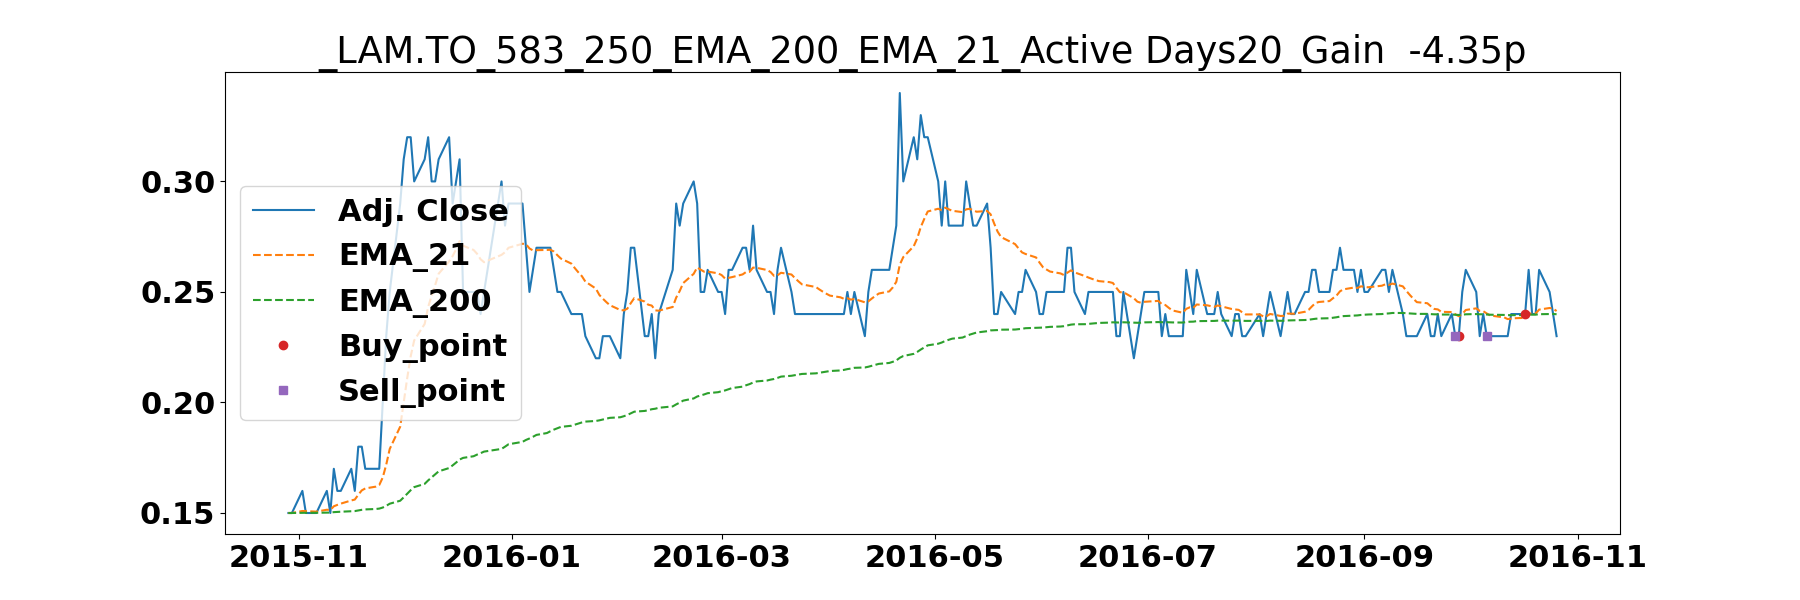 _LAM.TO_583_250_EMA_200_EMA_21_Active Days20_Gain  -4.35p
0.30
0.25
0.20
0.15
Adj. Close
EMA_21
EMA_200
Buy_point
Sell_point
2015-11 2016-01 2016-03 2016-05 2016-07 2016-09 2016-11